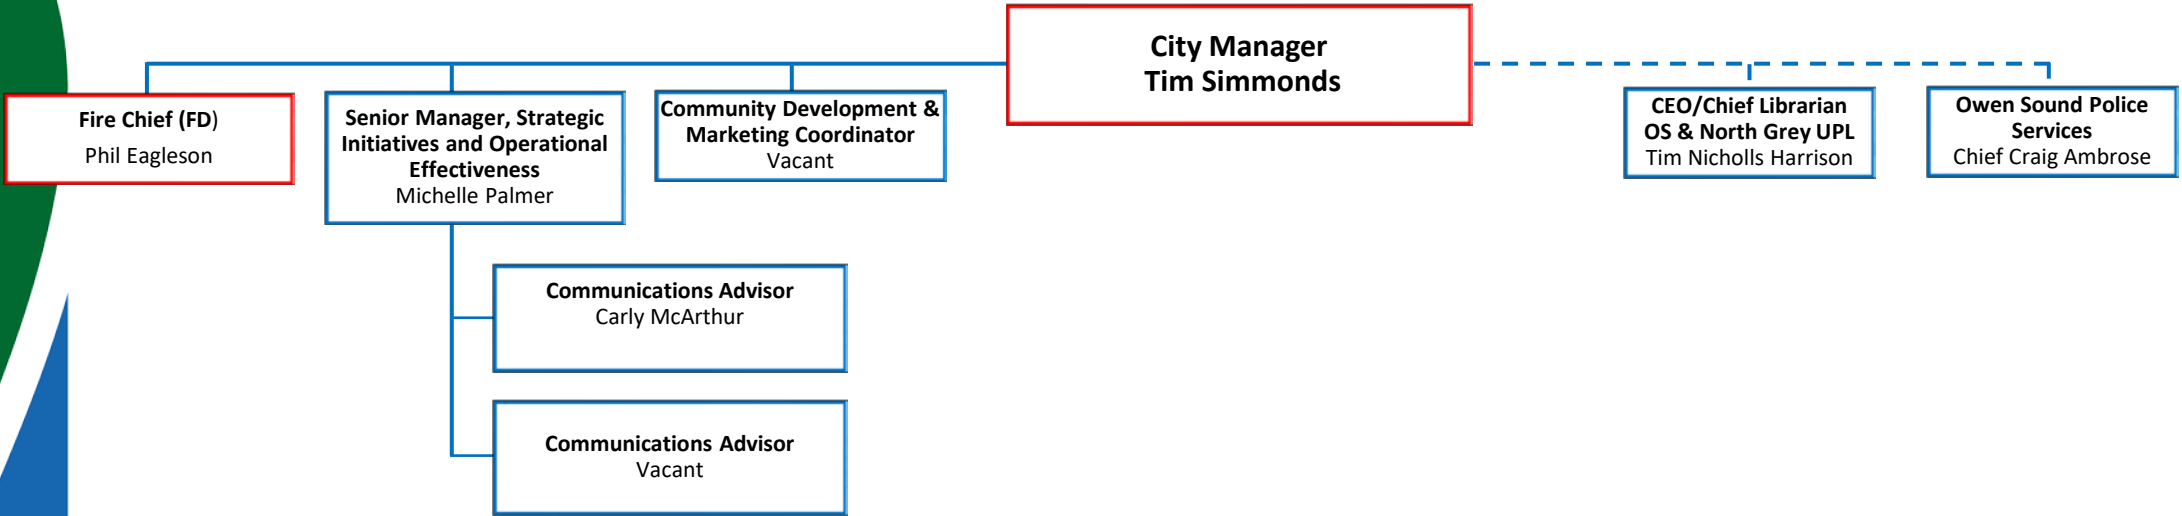 City Manager
Tim Simmonds
Fire Chief (FD)
Phil Eagleson
Senior Manager, Strategic
Initiatives and Operational
Effectiveness
Michelle Palmer
Community Development &
Marketing Coordinator
Vacant
CEO/Chief Librarian
OS & North Grey UPL
Tim Nicholls Harrison
Owen Sound Police
Services
Chief Craig Ambrose
Communications Advisor
Carly McArthur
Communications Advisor
Vacant